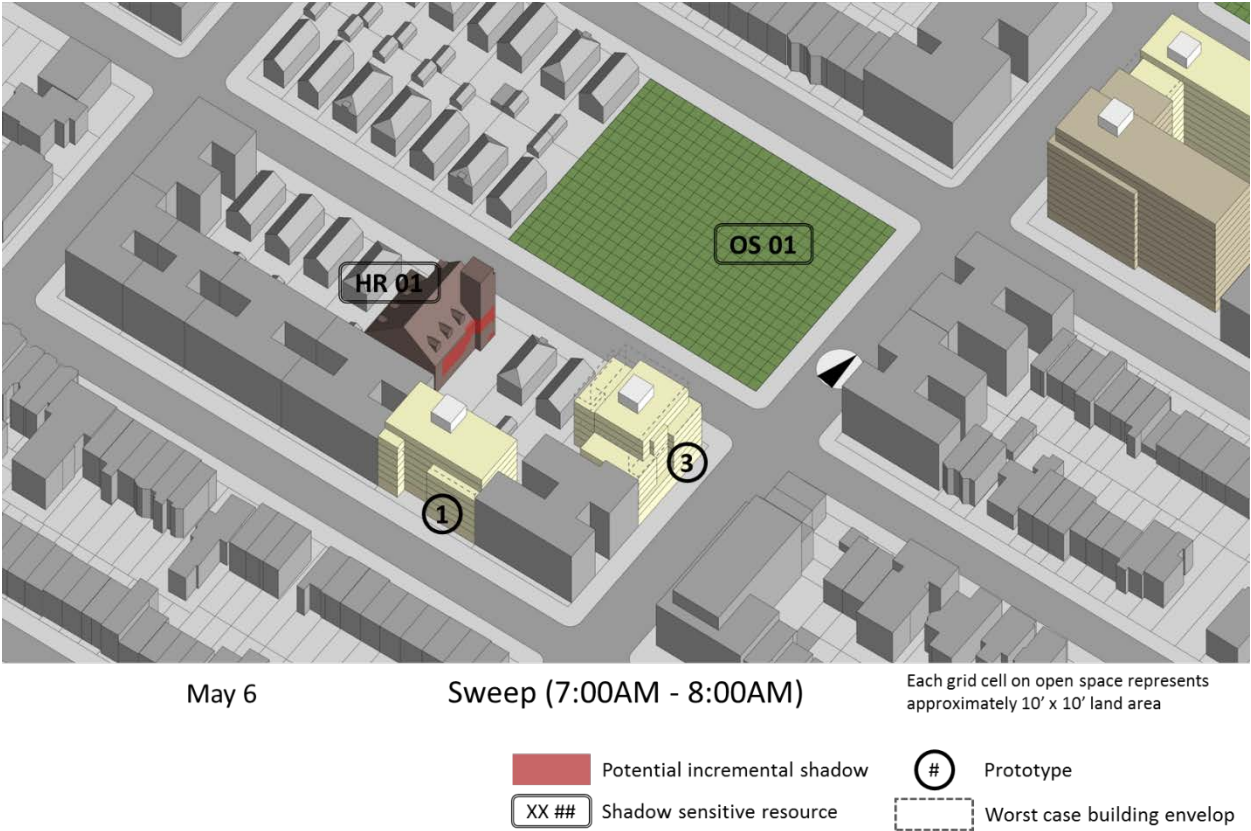 OS 01
HR 01
3
1
May 6
Sweep (7:00AM - 8:00AM)
Each grid cell on open space represents
approximately 10’ x 10’ land area
Potential incremental shadow
# Prototype
XX ## Shadow sensitive resource
Worst case building envelop